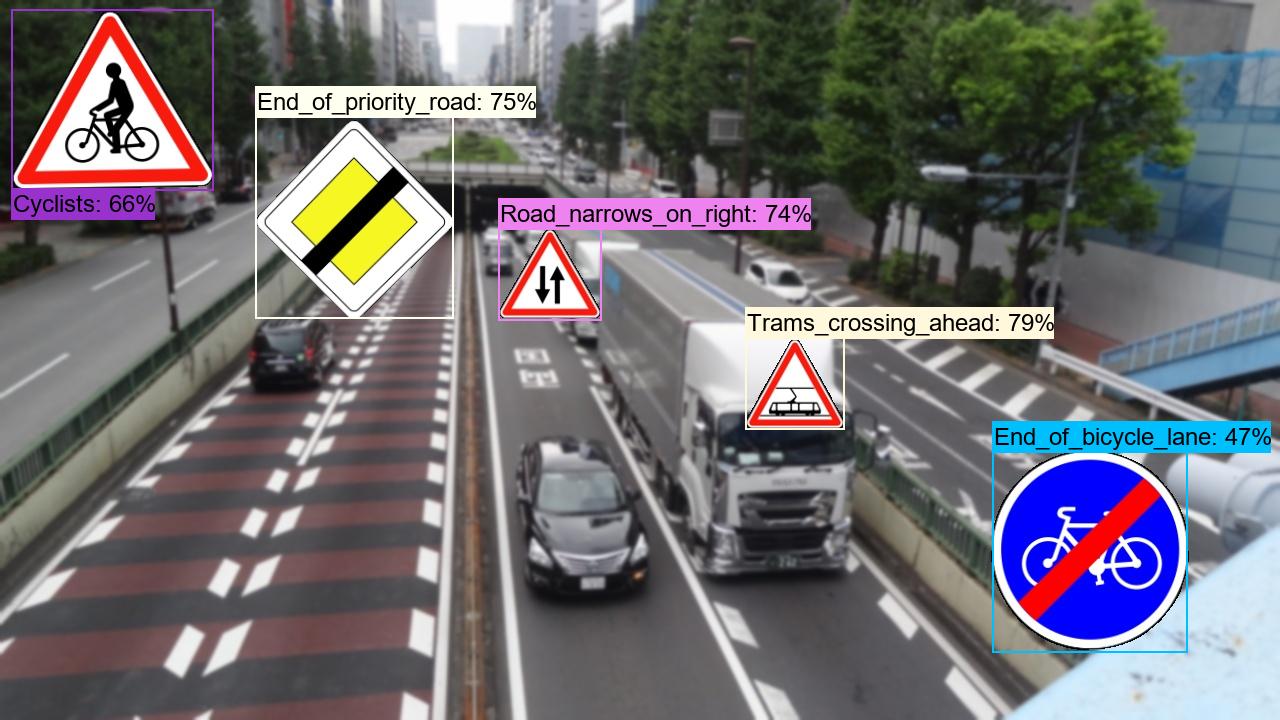 End_of_priority_road: 75%
Cyclists: 66%
Road_narrows_on_right: 74%
Trams_crossing_ahead: 79%
End_of_bicycle_lane: 47%